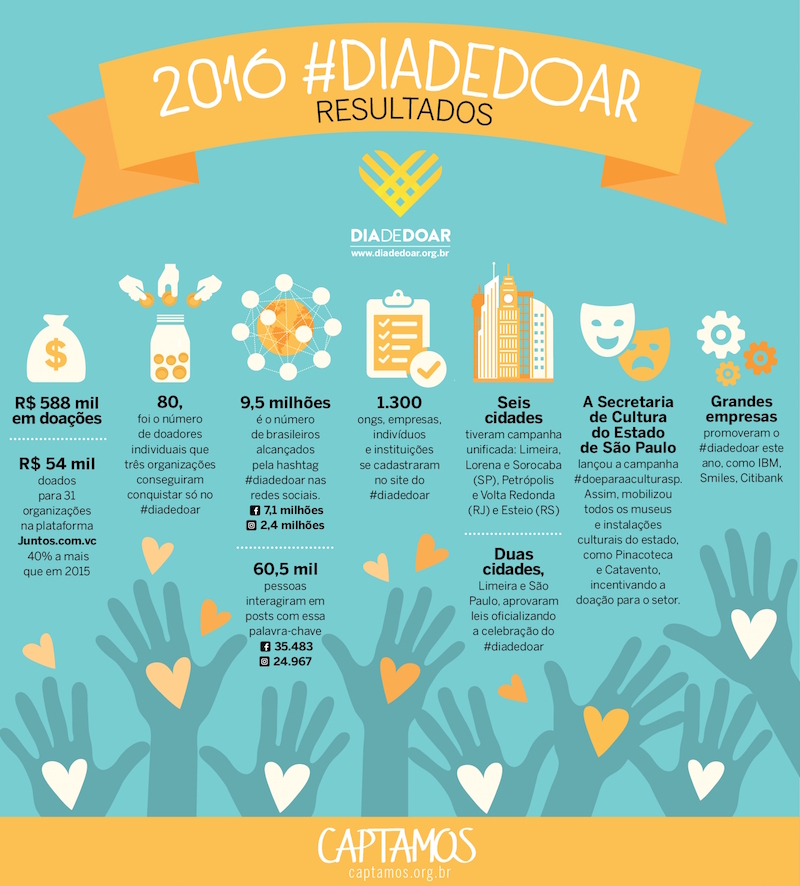 2016 #DIADEDOAR
RESULTADOS
DIADEDOAR
www.diadedoar.org.br
$
R$ 588 mil
em doações
R$ 54 mil
doados
para 31
organizações
na plataforma
Juntos.com.vc
40% a mais
que em 2015
80,
foi o número
de doadores
individuais que
três organizações
conseguiram
conquistar só no
#diadedoar
9,5 milhões
é o número
de brasileiros
alcançados
pela hashtag
#diadedoar nas
redes sociais.
7,1 milhões
2,4 milhões
60,5 mil
pessoas
interagiram em
posts com essa
palavra-chave
35.483
24.967
1.300
ongs, empresas,
indivíduos
e instituições
se cadastraram
no site do
#diadedoar
Seis
cidades
tiveram campanha
unificada: Limeira,
Lorena e Sorocaba
(SP), Petrópolis
e Volta Redonda
(RJ) e Esteio (RS)
Duas
cidades,
Limeira e São
Paulo, aprovaram
leis oficializando
a celebração do
#diadedoar
A Secretaria
de Cultura
do Estado
de São Paulo
lançou a campanha
#doeparaaculturasp.
Assim, mobilizou
todos os museus
e instalações
culturais do estado,
como Pinacoteca
e Catavento,
incentivando a
doação para o setor.
Grandes
empresas
promoveram o
#diadedoar este
ano, como IBM,
Smiles, Citibank
CAPTAMOS
captamos.org.br